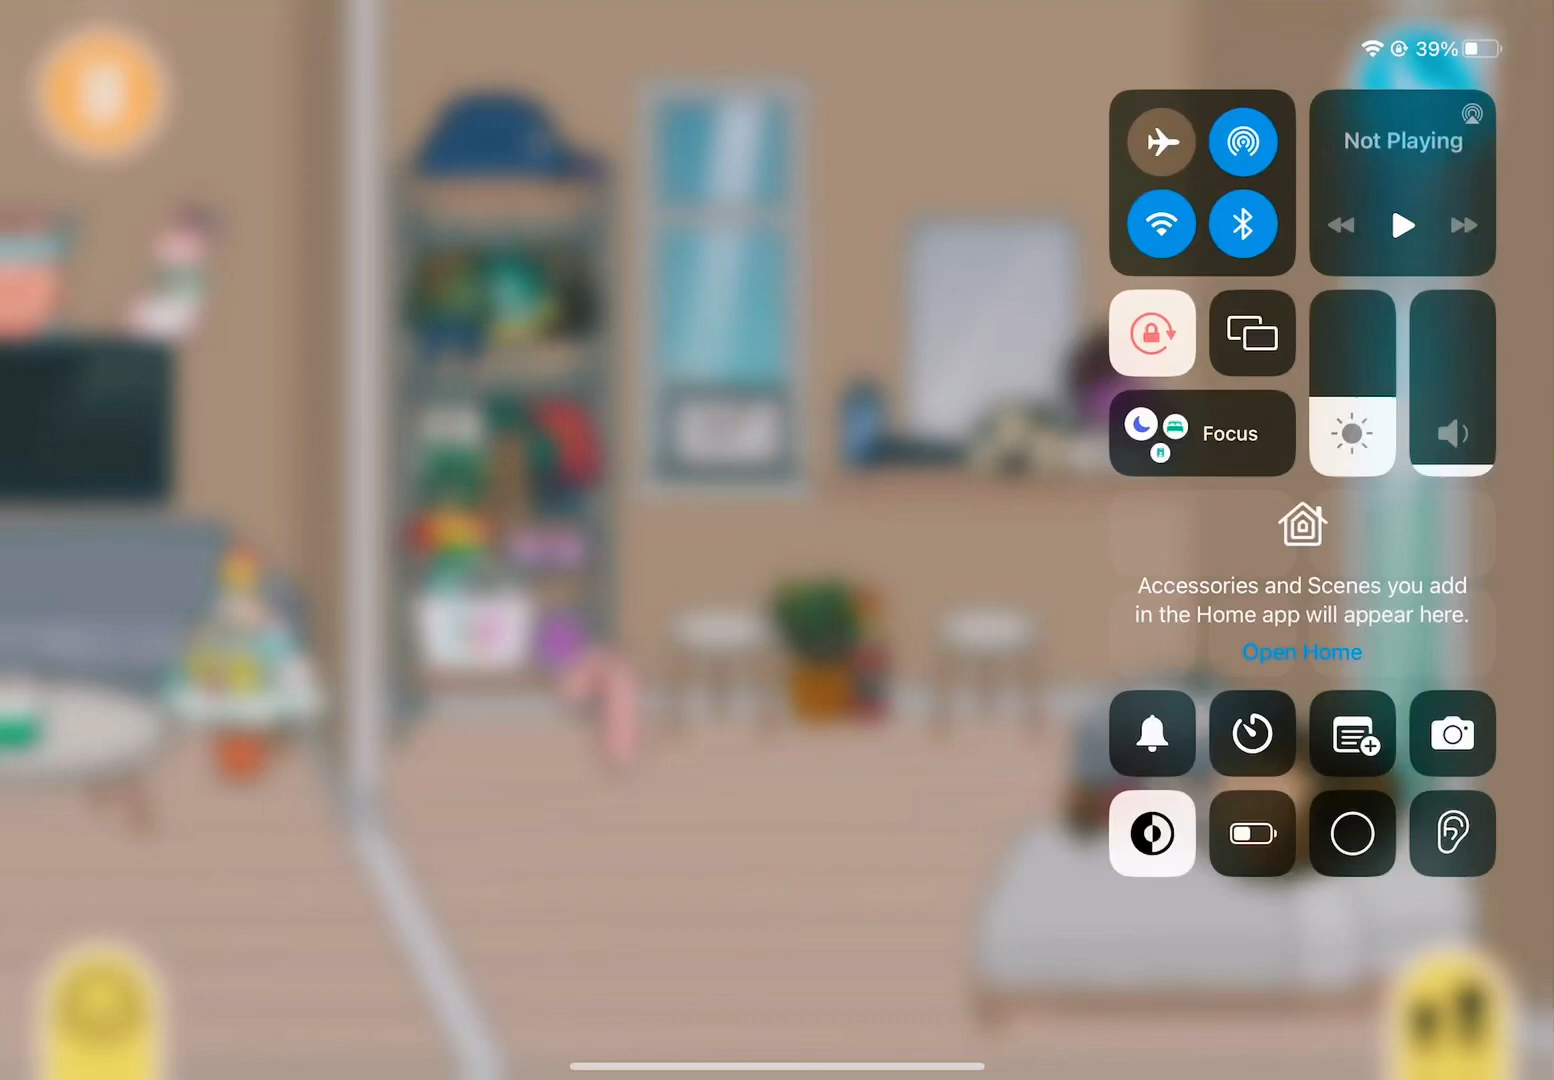 39%
Not Playing
Focus
Accessories and Scenes you add
in the Home app will appear here.
Open Home